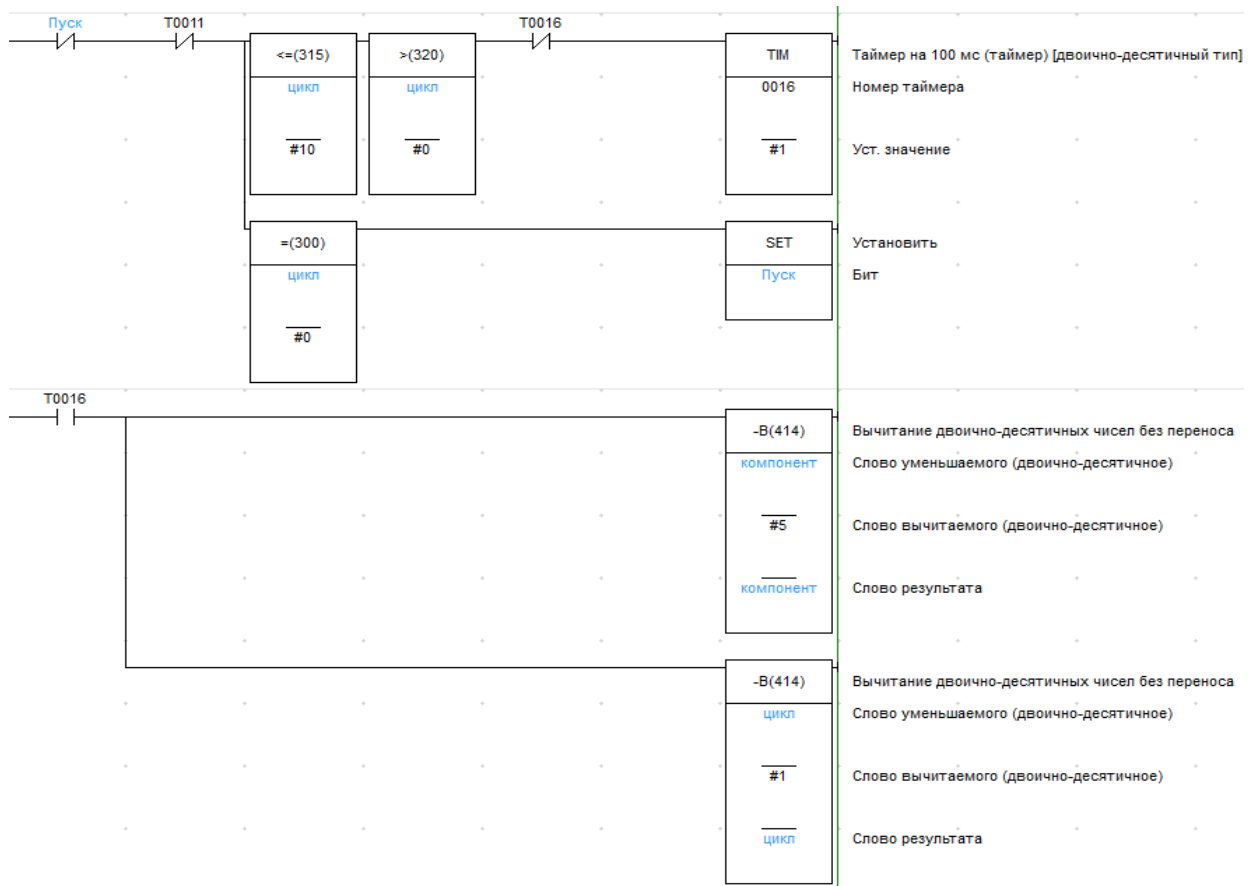 Пуск T0011 T0016
<=(315) >(320) TIM Таймер на 100 мс (таймер) [двоично-десятичный тип]
цикл цикл 0016 Номер таймера
#10 #0 #1 Уст. значение
=(300) SET Установить
цикл Пуск Бит
#0
T0016
-B(414) Вычитание двоично-десятичных чисел без переноса
компонент Слово уменьшаемого (двоично-десятичное)
#5 Слово вычитаемого (двоично-десятичное)
компонент Слово результата
-B(414) Вычитание двоично-десятичных чисел без переноса
цикл Слово уменьшаемого (двоично-десятичное)
#1 Слово вычитаемого (двоично-десятичное)
цикл Слово результата